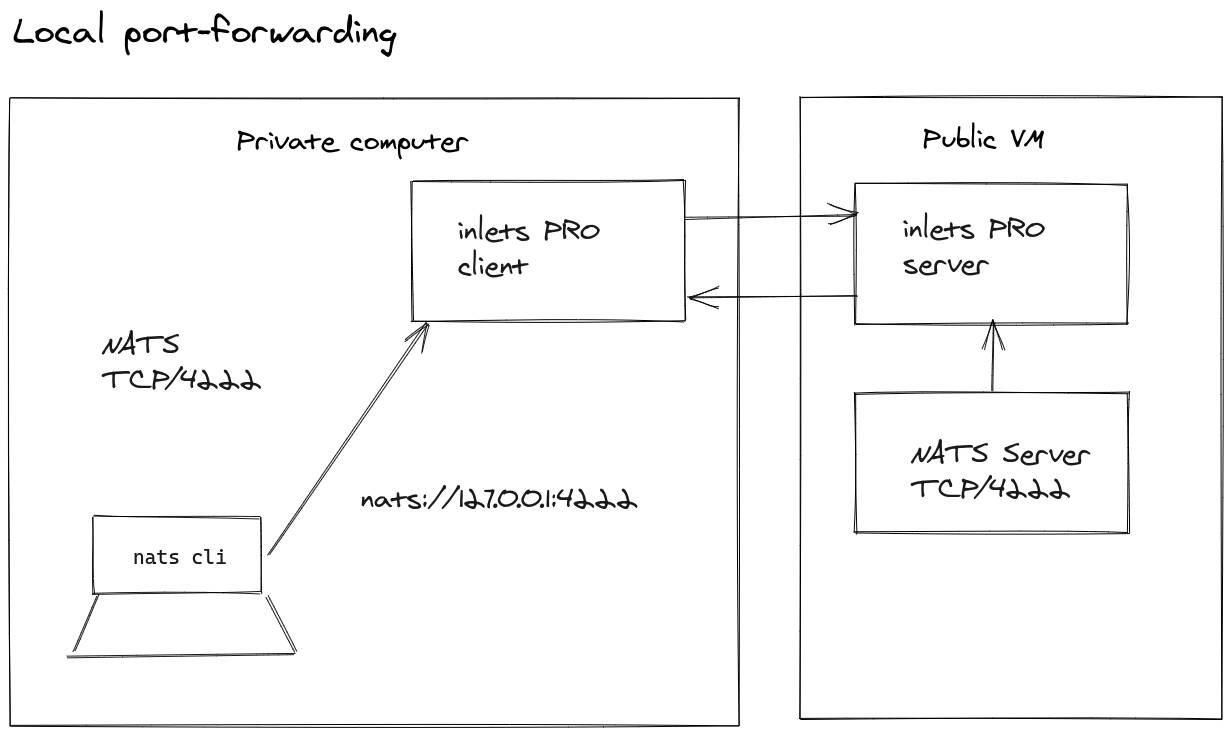 Local port-forwarding
Private computer
inlets PRO
client
NATS
TCP/4222
nats://127.0.0.1:4222
nats cli
Public VM
inlets PRO
server
NATS Server
TCP/4222